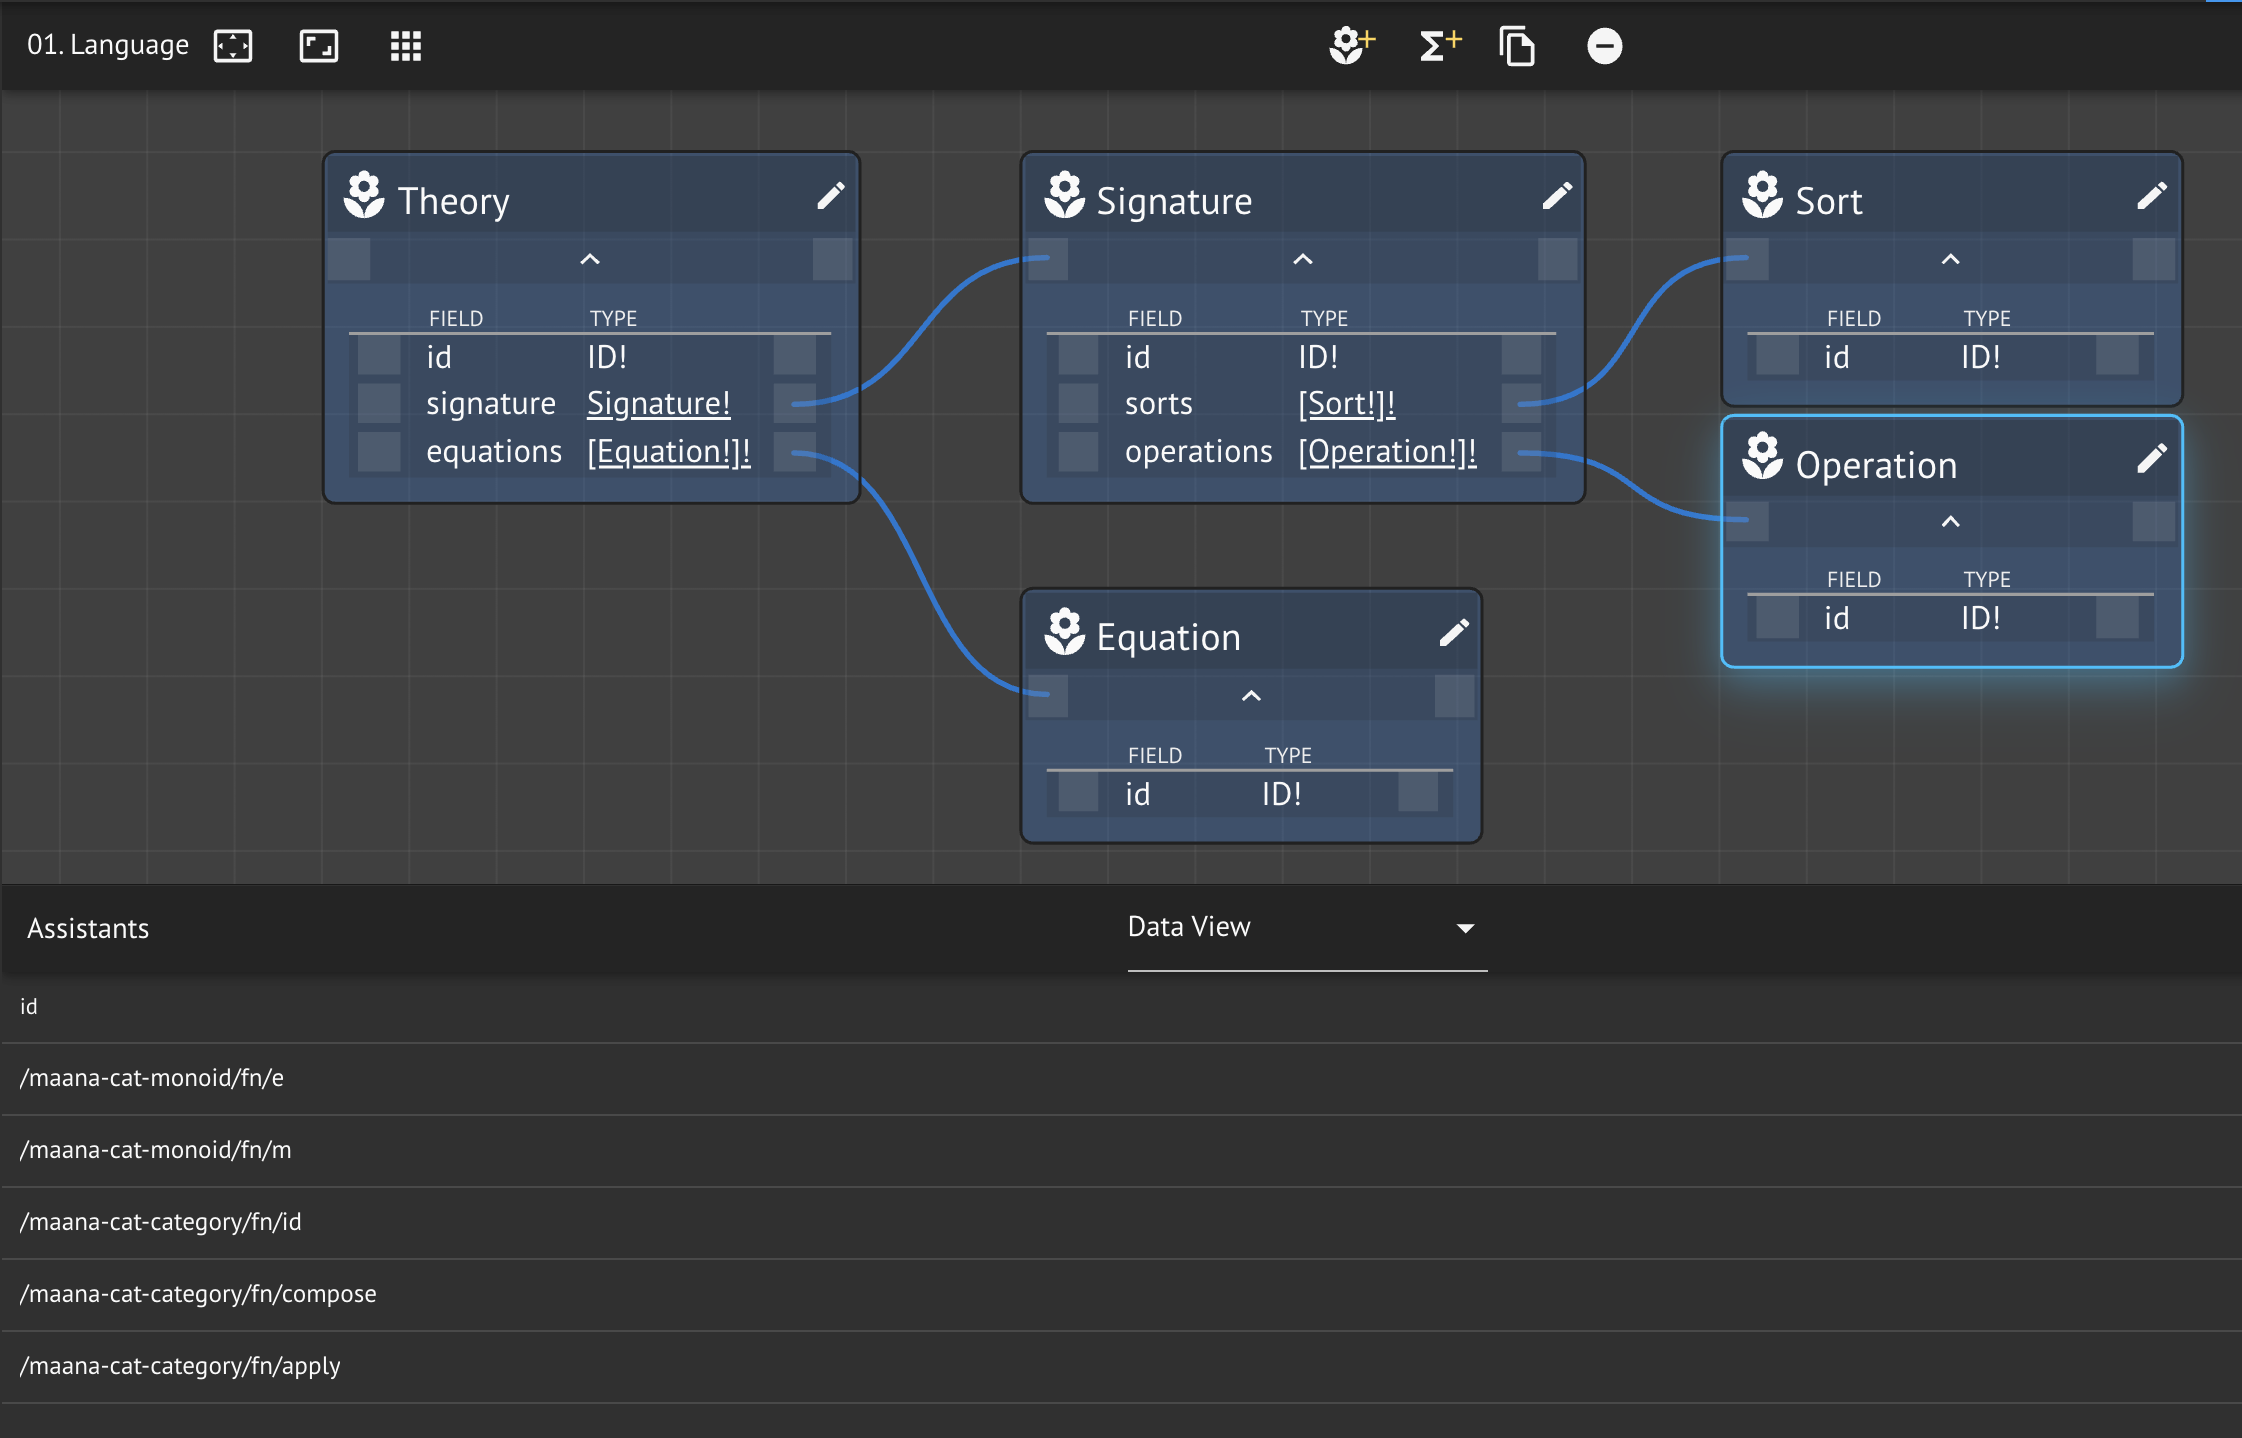 01. Language
Theory
FIELD TYPE
id ID!
signature Signature!
equations [Equation!]!
Signature
FIELD TYPE
id ID!
sorts [Sort!]!
operations [Operation!]!
Sort
FIELD TYPE
id ID!
Operation
FIELD TYPE
id ID!
Equation
FIELD TYPE
id ID!
Assistants
Data View
id
/maana-cat-monoid/fn/e
/maana-cat-monoid/fn/m
/maana-cat-category/fn/id
/maana-cat-category/fn/compose
/maana-cat-category/fn/apply